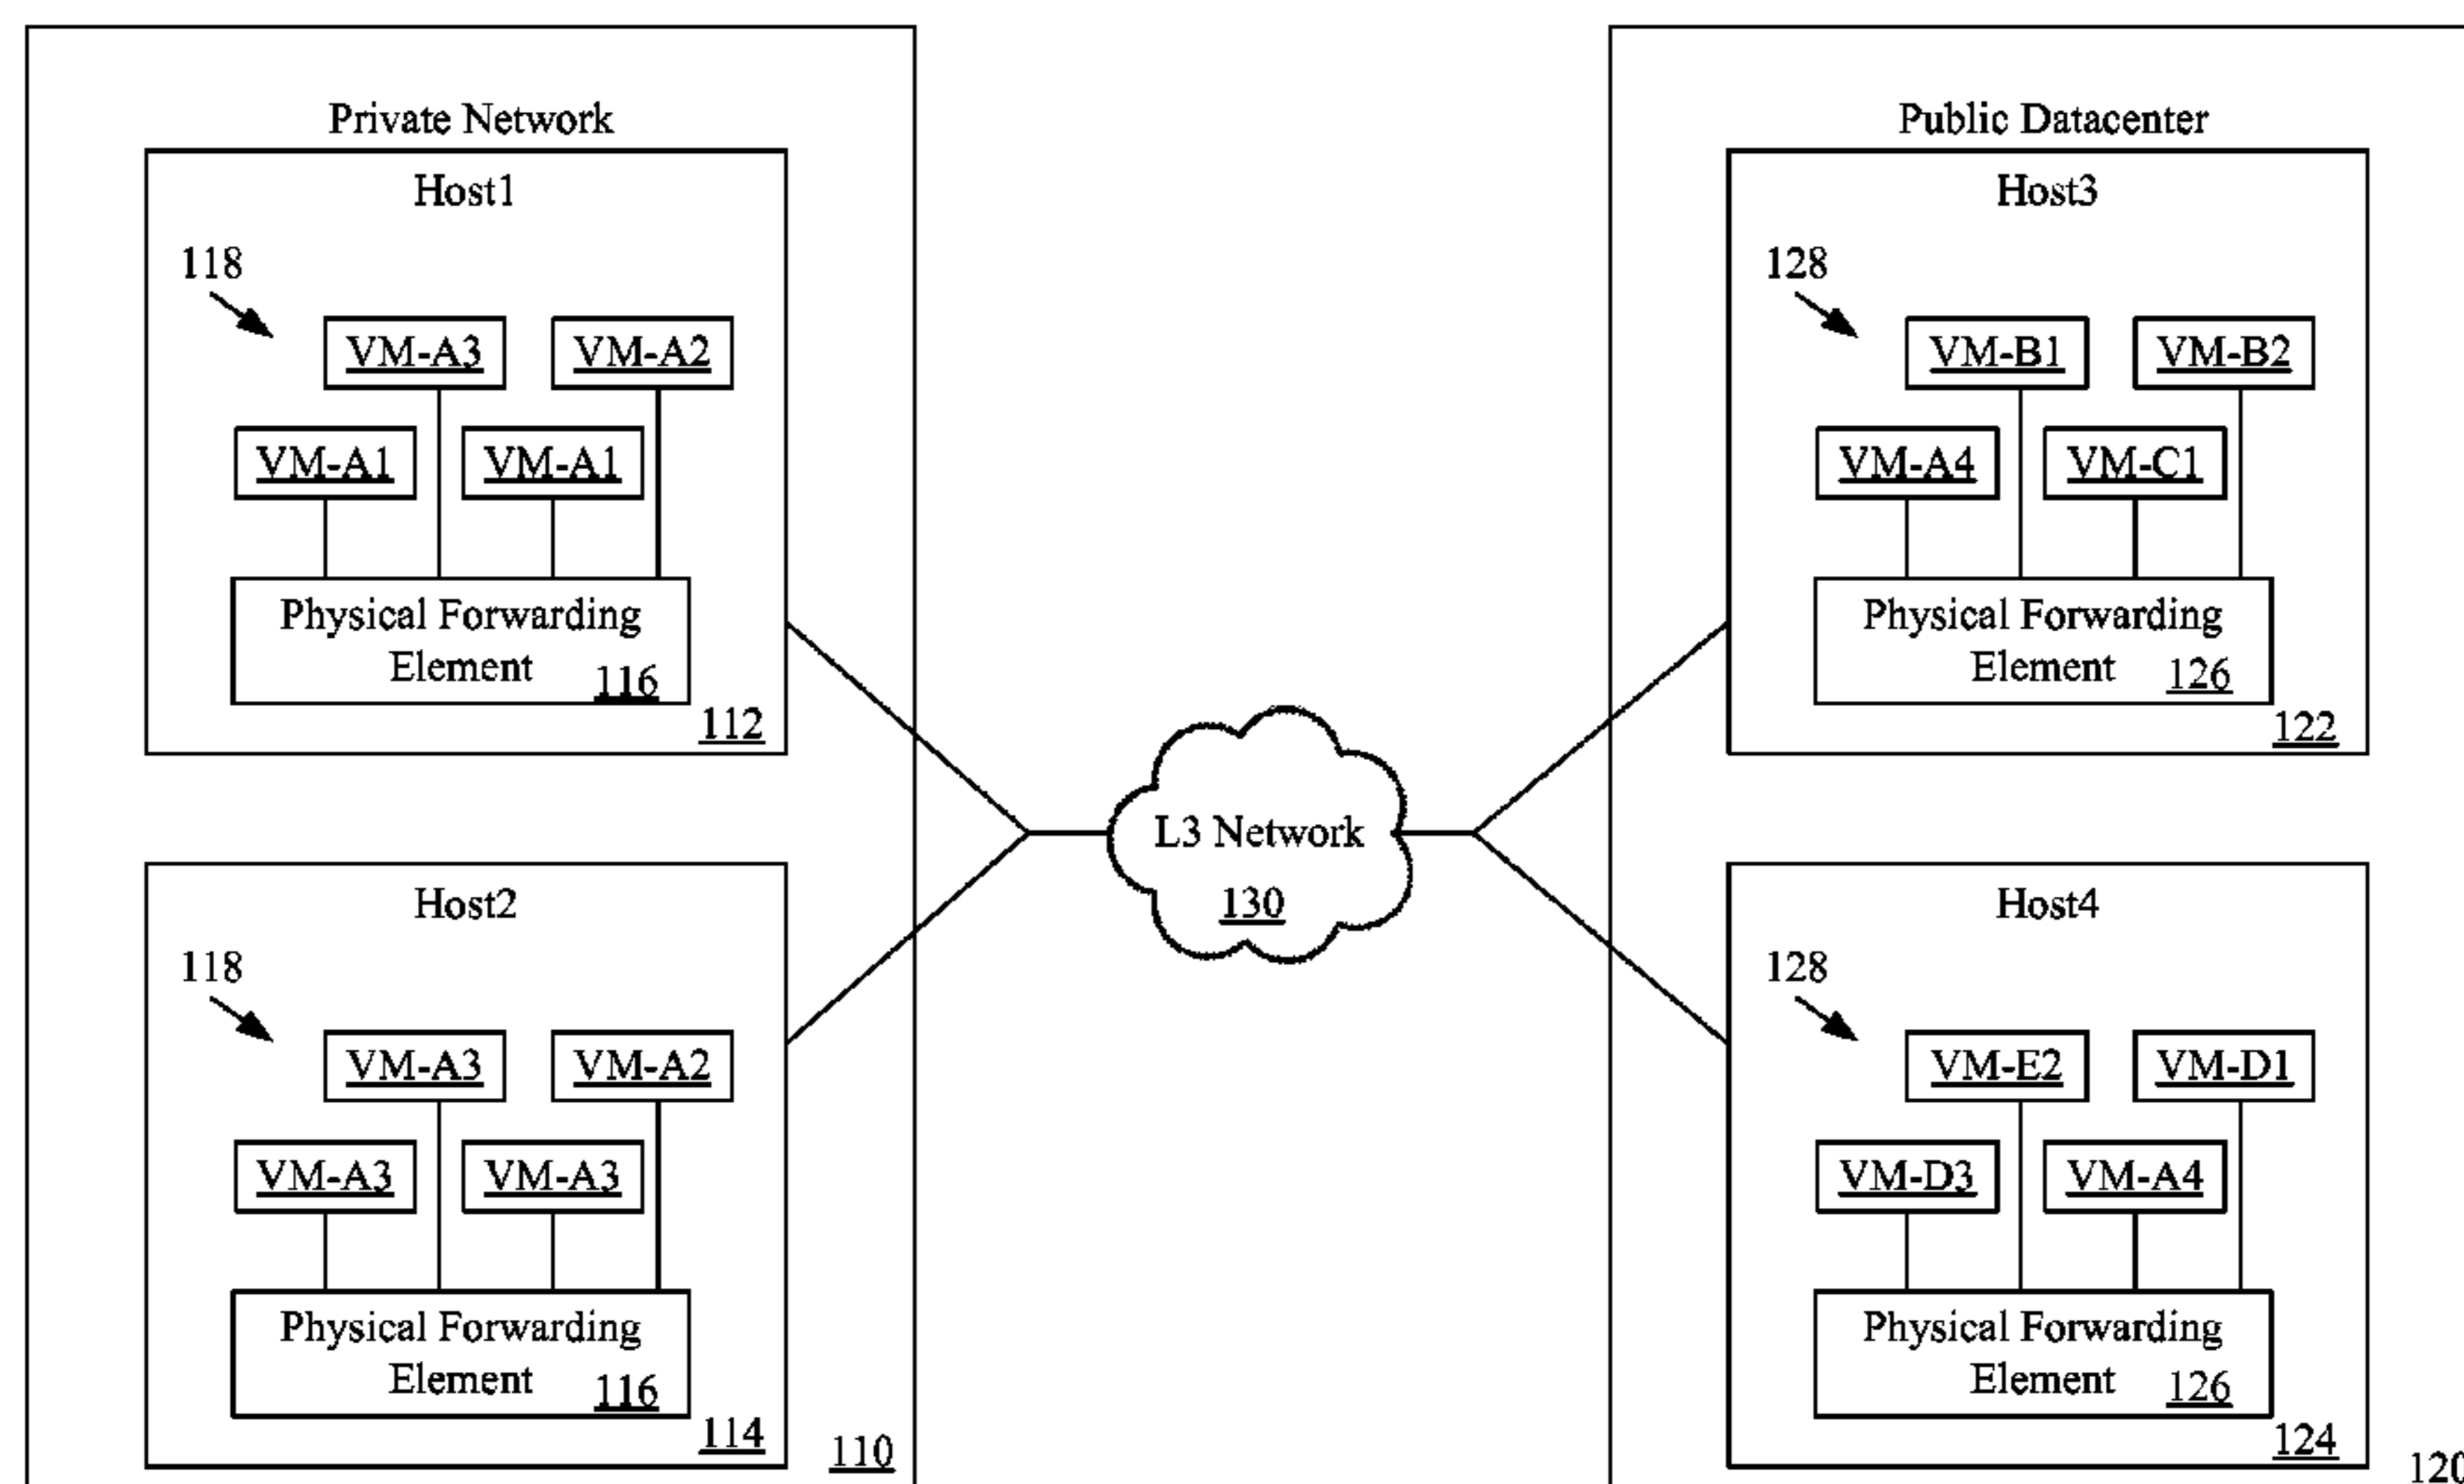 Private Network
Host1
118
VM-A3 VM-A2
VM-A1 VM-A1
Physical Forwarding
Element 116
112
Host2
118
VM-A3 VM-A2
VM-A3 VM-A3
Physical Forwarding
Element 116
114
110
L3 Network
130
Public Datacenter
Host3
128
VM-B1 VM-B2
VM-A4 VM-C1
Physical Forwarding
Element 126
122
Host4
128
VM-E2 VM-D1
VM-D3 VM-A4
Physical Forwarding
Element 126
124
120